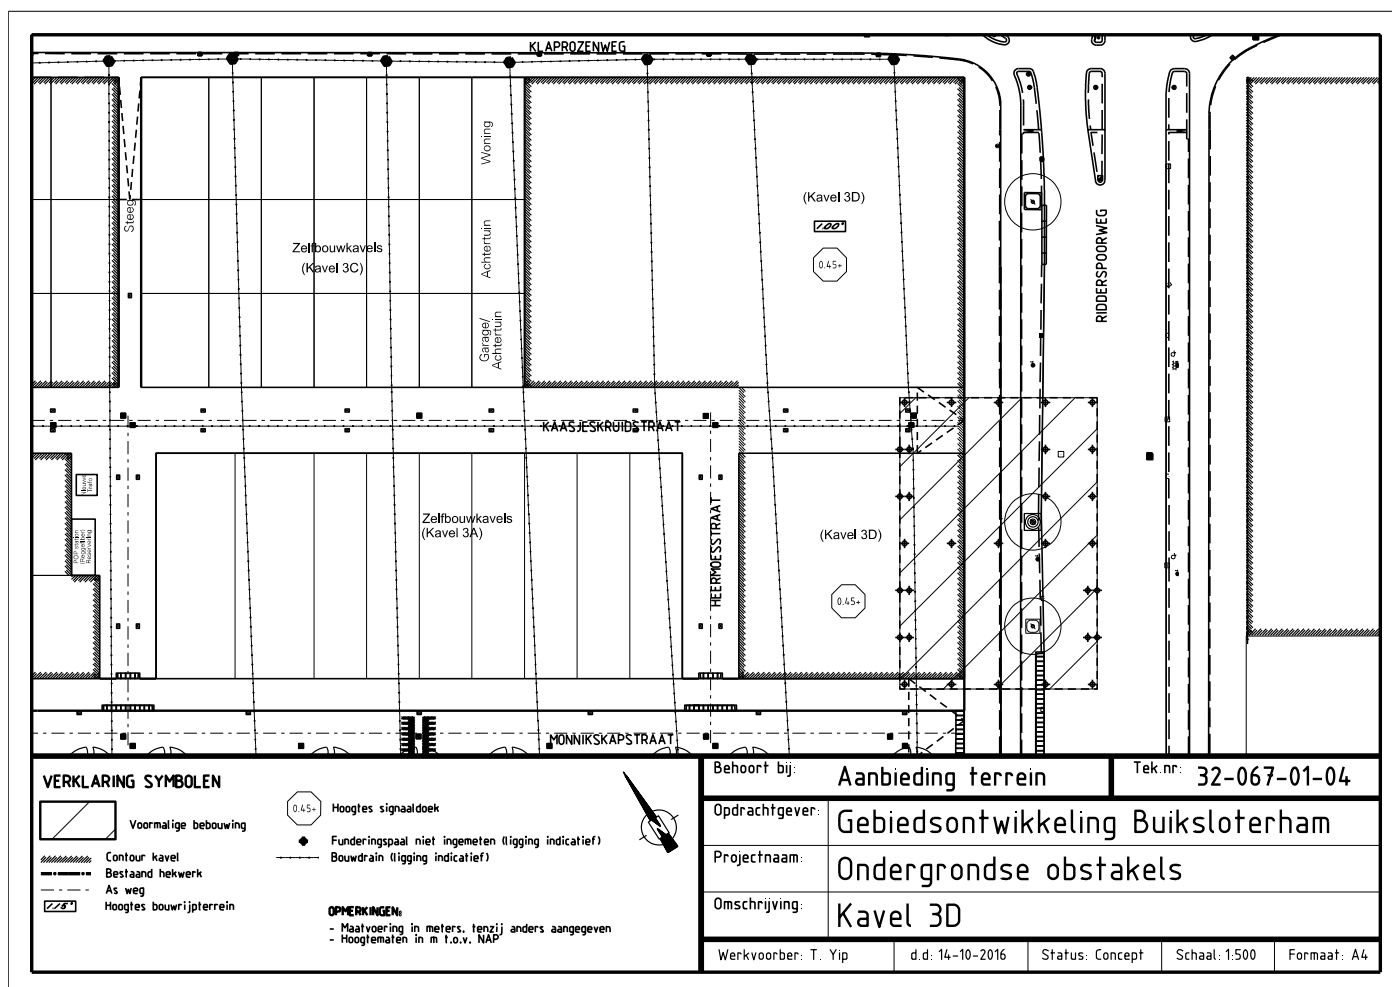 KLAPROZENWEG
Steeg
Woning
Achtertuin
Garage/
Achtertuin
Zelfbouwkavels
(Kavel 3C)
(Kavel 3D)
1.00+
0.45+
RIDDERSPOORWEG
KAASJESKRUIDSTRAAT
Nieuwe
Trafo
Reservering
Zelfbouwkavels
(Kavel 3A)
HEERMOESSTRAAT
(Kavel 3D)
0.45+
MONNIKSKAPSTRAAT
VERKLARING SYMBOLEN
Voormalige bebouwing
Contour kavel
Bestaand hekwerk
As weg
Hoogtes bouwrijpterrein
0.45+
Hoogtes signaaldoek
Funderingspaal niet ingemeten (ligging indicatief)
Bouwdrain (ligging indicatief)
OPMERKINGEN:
- Maatvoering in meters, tenzij anders aangegeven
- Hoogtematen in m t.o.v. NAP
Behoort bij: Aanbieding terrein
Tek.nr: 32-067-01-04
Opdrachtgever: Gebiedsontwikkeling Buiksloterham
Projectnaam: Ondergrondse obstakels
Omschrijving: Kavel 3D
Werkvoorber: T. Yip
d.d: 14-10-2016
Status: Concept
Schaal: 1:500
Formaat: A4